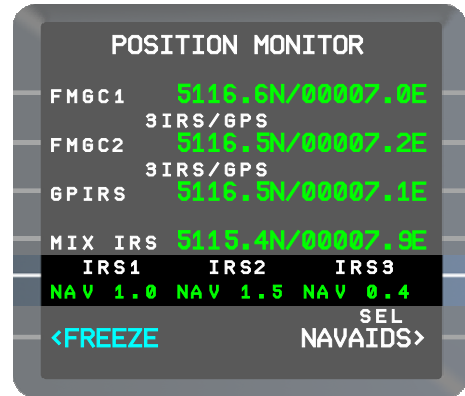 POSITION MONITOR
FMGC1 5116.6N/00007.0E
3IRS/GPS
FMGC2 5116.5N/00007.2E
3IRS/GPS
GPIRS 5116.5N/00007.1E
MIX IRS 5115.4N/00007.9E
IRS1 IRS2 IRS3
NAV 1.0 NAV 1.5 NAV 0.4
SEL
<FREEZE NAVAIDS>